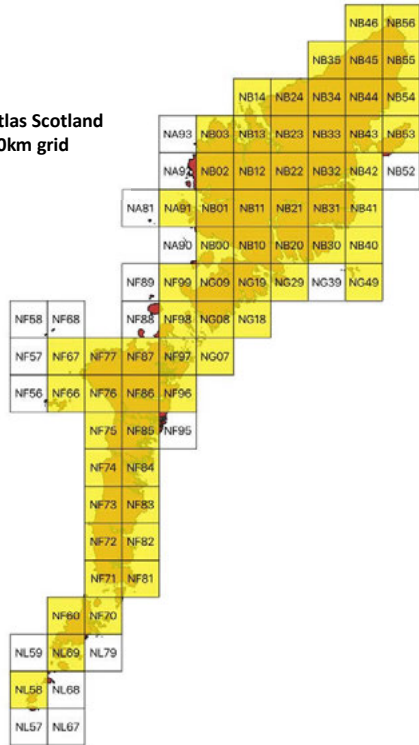 NB46 NB56
NB35 NB45 NB55
NB14 NB24 NB34 NB44 NB54
tlas Scotland
0km grid
NA93 NB03 NB13 NB23 NB33 NB43 NB53
NA92 NB02 NB12 NB22 NB32 NB42 NB52
NA81 NA91 NB01 NB11 NB21 NB31 NB41
NA90 NB00 NB10 NB20 NB30 NB40
NF89 NF99 NG09 NG19 NG29 NG39 NG49
NF58 NF68 NF88 NF98 NG08 NG18
NF57 NF67 NF77 NF87 NF97 NG07
NF56 NF66 NF76 NF86 NF96
NF75 NF85 NF95
NF74 NF84
NF73 NF83
NF72 NF82
NF71 NF81
NF60 NF70
NL59 NL69 NL79
NL58 NL68
NL57 NL67